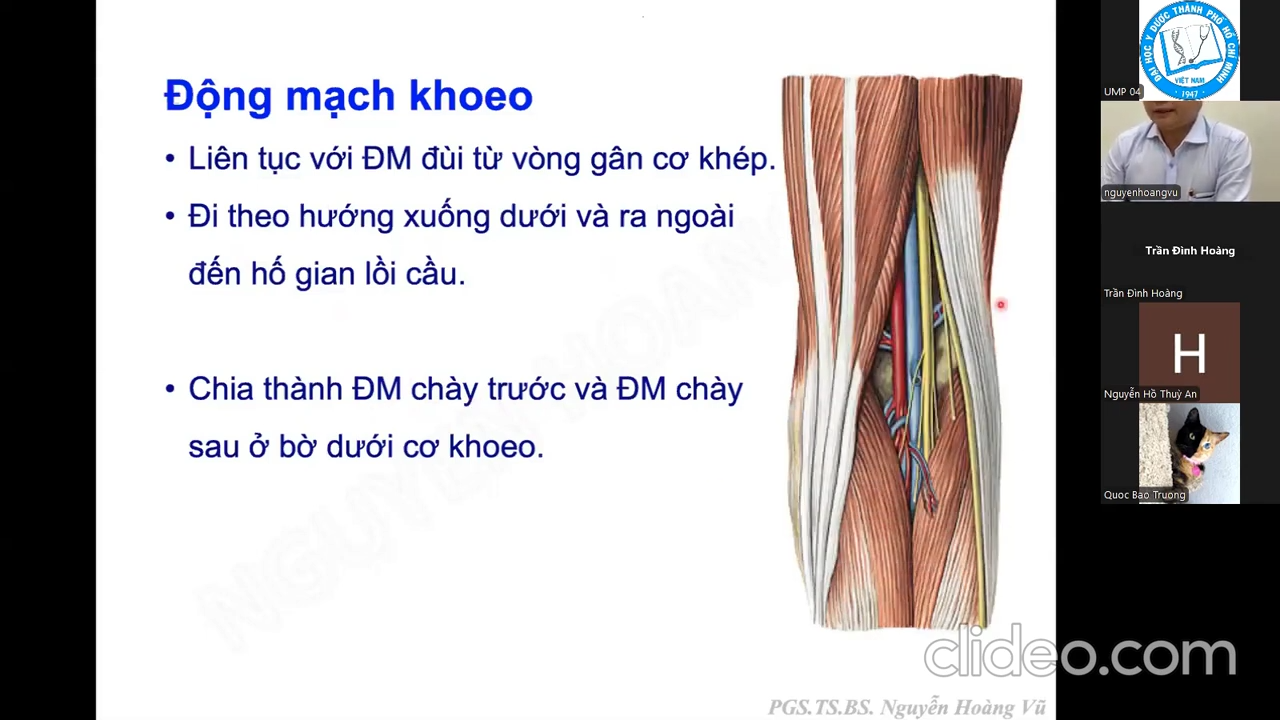 Động mạch khoeo
• Liên tục với ĐM đùi từ vòng gân cơ khép.
• Đi theo hướng xuống dưới và ra ngoài
đến hố gian lồi cầu.
• Chia thành ĐM chày trước và ĐM chày
sau ở bờ dưới cơ khoeo.
NGUYEN HOANG
PGS.TS.BS. Nguyễn Hoàng Vũ
clideo.com
ĐẠI HỌC Y DƯỢC THÀNH PHỐ HỒ CHÍ MINH
VIỆT NAM
· 1947 ·
UMP 04
nguyenhoangvu
Trần Đình Hoàng
Trần Đình Hoàng
H
Nguyễn Hồ Thuỳ An
Quoc Bao Truong